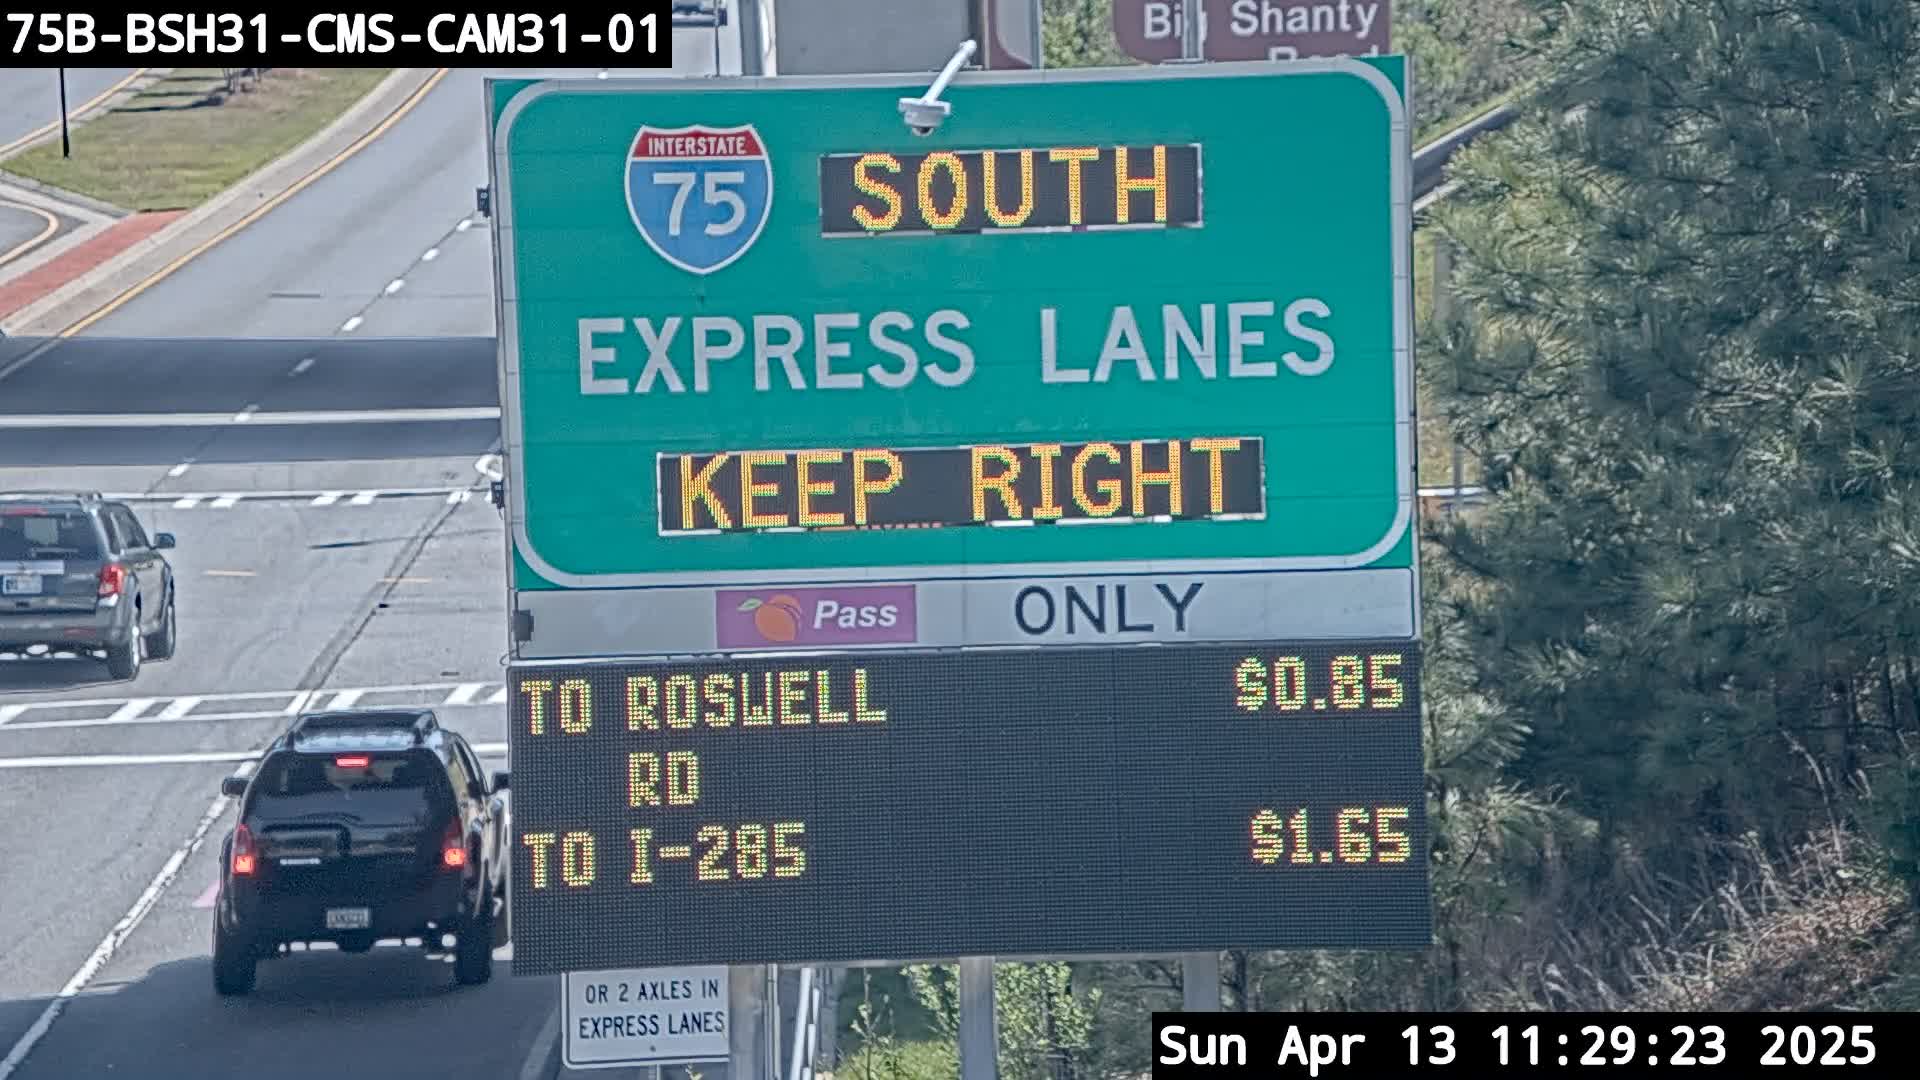 75B-BSH31-CMS-CAM31-01
Big Shanty
Road
INTERSTATE
75
SOUTH
EXPRESS LANES
KEEP RIGHT
Pass
ONLY
TO ROSWELL $0.85
RD
TO I-285 $1.65
OR 2 AXLES IN
EXPRESS LANES
Sun Apr 13 11:29:23 2025